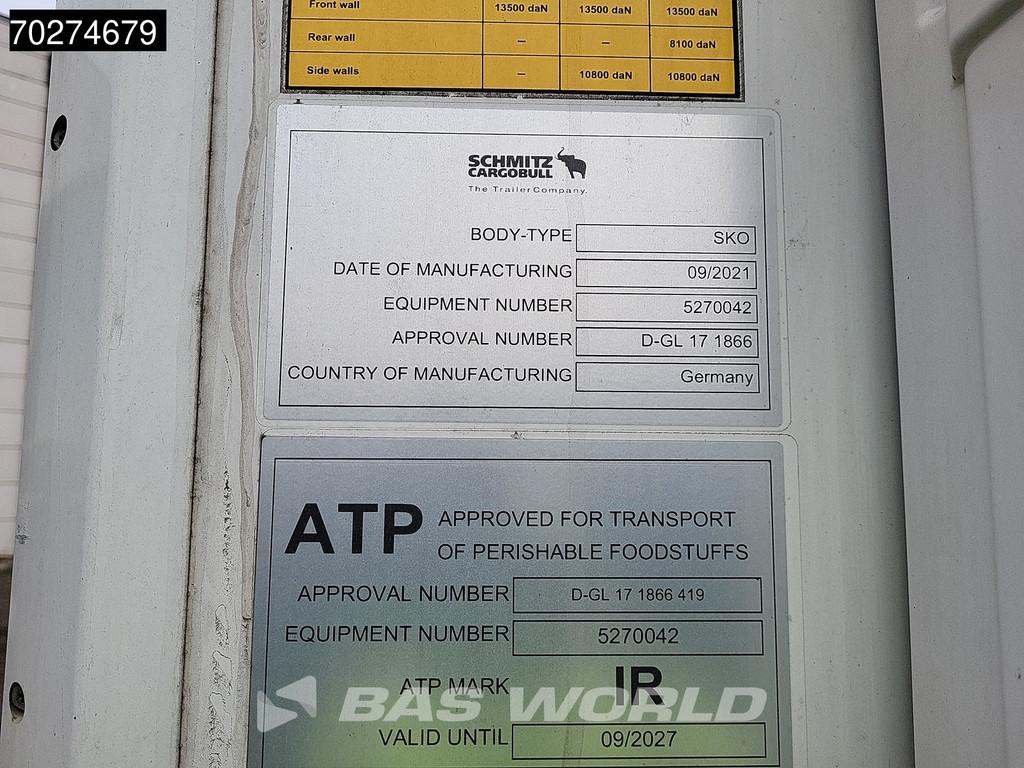 70274679
Front wall 13500 daN 13500 daN 13500 daN
Rear wall – – 8100 daN
Side walls – 10800 daN 10800 daN
SCHMITZ
CARGOBULL
The Trailer Company.
BODY-TYPE SKO
DATE OF MANUFACTURING 09/2021
EQUIPMENT NUMBER 5270042
APPROVAL NUMBER D-GL 17 1866
COUNTRY OF MANUFACTURING Germany
ATP APPROVED FOR TRANSPORT
OF PERISHABLE FOODSTUFFS
APPROVAL NUMBER D-GL 17 1866 419
EQUIPMENT NUMBER 5270042
ATP MARK IR
BAS WORLD
VALID UNTIL 09/2027